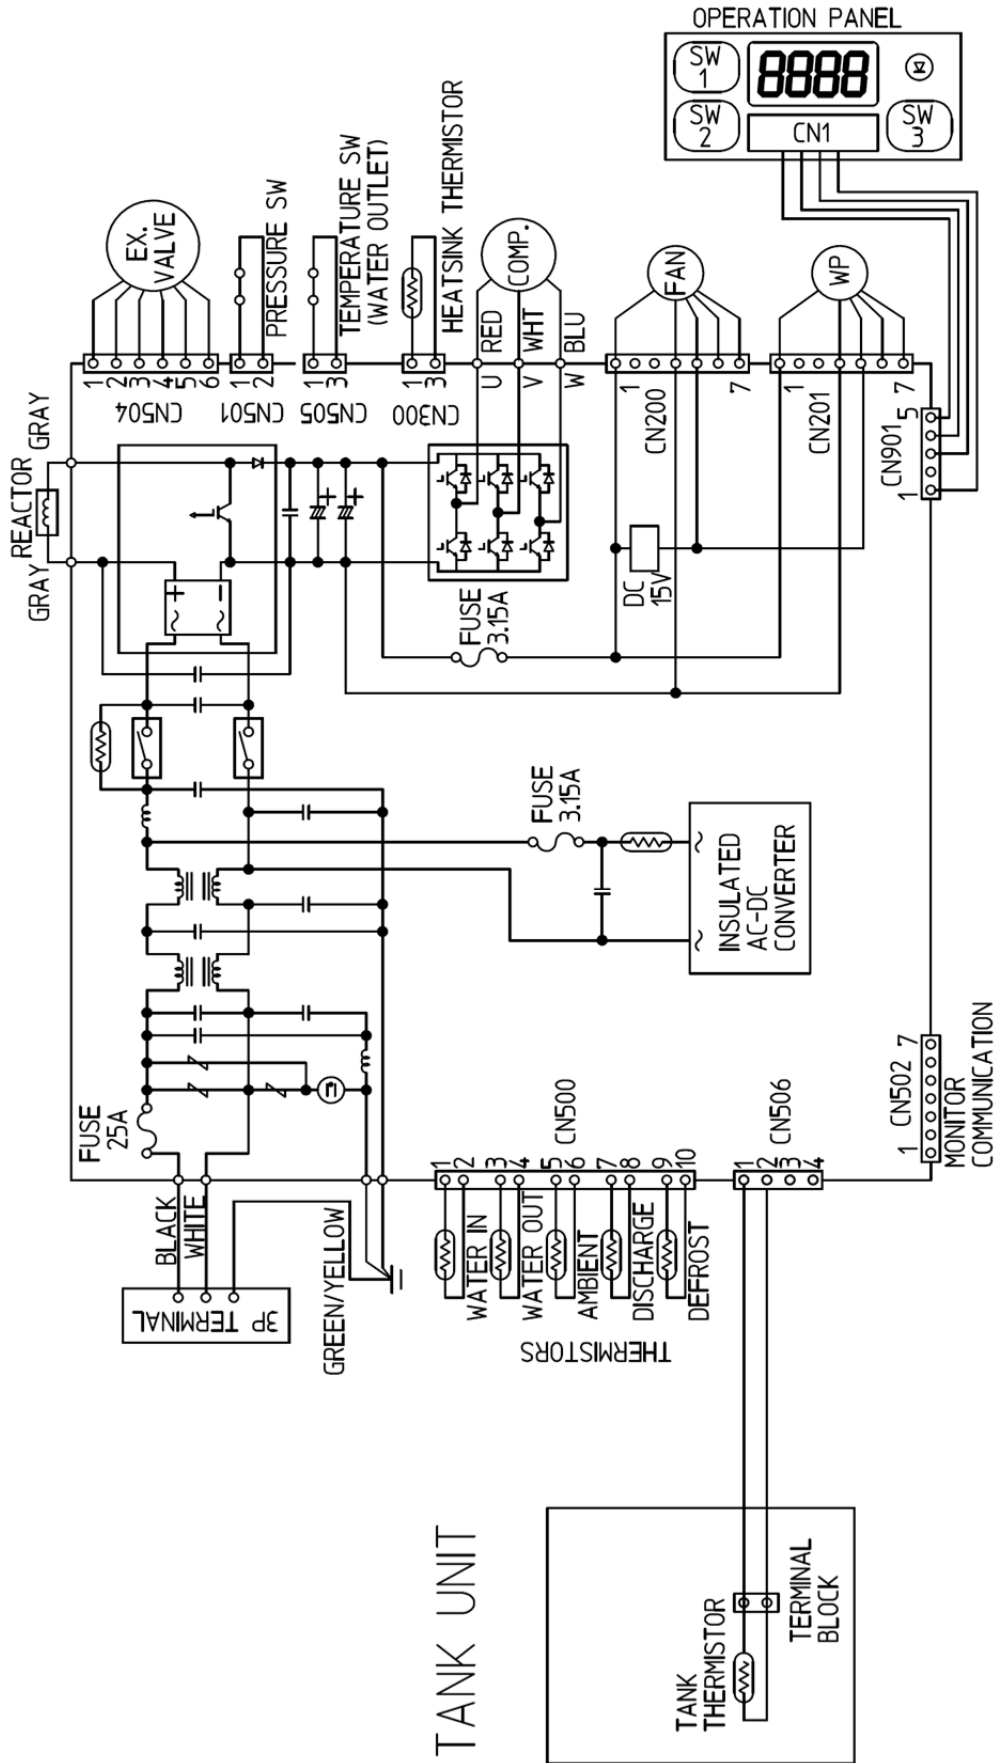 OPERATION PANEL
SW
1
SW
2
8888
CN1
SW
3
EX.
VALVE
PRESSURE SW
TEMPERATURE SW
(WATER OUTLET)
HEATSINK THERMISTOR
COMP.
FAN
WP
1
2
3
4
5
6
CN504
1
2
CN501
1
3
CN505
1
3
CN300
RED
WHT
BLU
U
V
W
1
7
CN200
1
7
CN201
CN901
1
5
REACTOR
GRAY
GRAY
+
-
~
~
+
+
FUSE
3.15A
DC
15V
FUSE
3.15A
~
~
INSULATED
AC-DC
CONVERTER
FUSE
25A
BLACK
WHITE
3P TERMINAL
GREEN/YELLOW
1
2
3
4
5
6
7
8
9
10
CN500
WATER IN
WATER OUT
AMBIENT
DISCHARGE
DEFROST
THERMISTORS
1
2
3
4
CN506
1
CN502
7
MONITOR
COMMUNICATION
TANK UNIT
TANK
THERMISTOR
TERMINAL
BLOCK